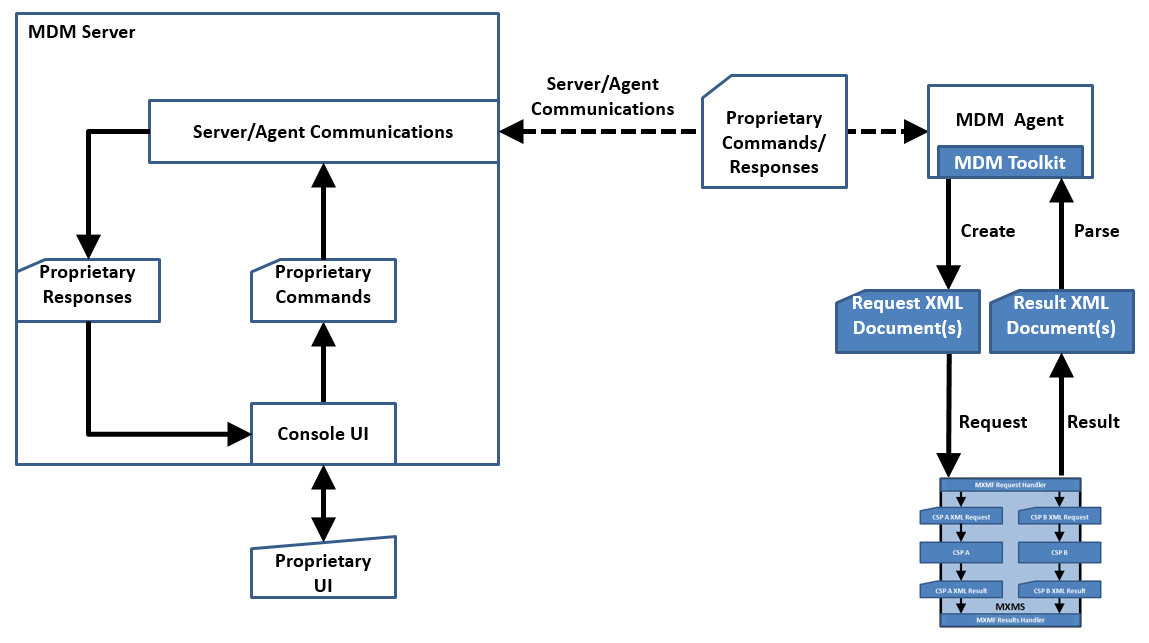 MDM Server
Server/Agent Communications
Proprietary
Responses
Proprietary
Commands
Console UI
Proprietary
UI
Server/Agent
Communications
Proprietary
Commands/
Responses
MDM Agent
MDM Toolkit
Create
Parse
Request XML
Document(s)
Result XML
Document(s)
Request
Result
MXMF Request Handler
CSP A XML Request
CSP B XML Request
CSP A
CSP B
CSP A XML Result
CSP B XML Result
MXMS
MXMF Results Handler